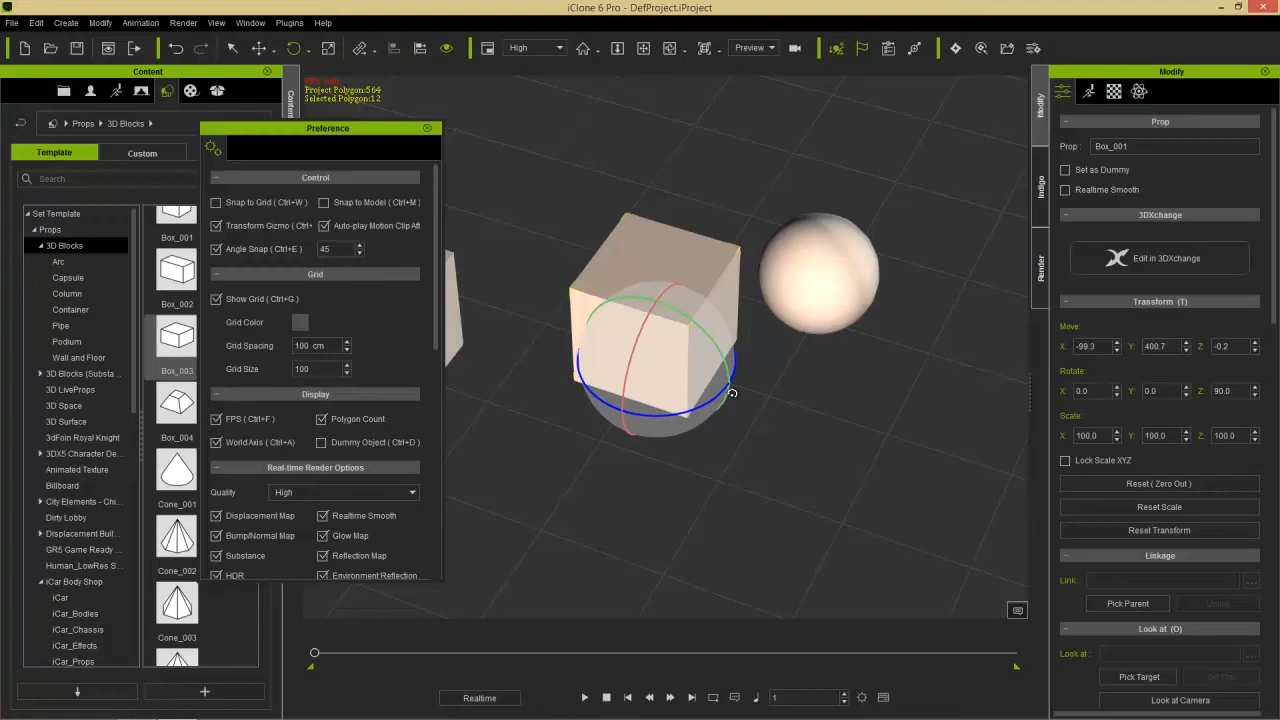 iClone 6 Pro - DefProject.iProject
File Edit Create Modify Animation Render View Window Plugins Help
High
Preview
Content
Props
3D Blocks
Template
Custom
Search
Set Template
Props
3D Blocks
Arc
Capsule
Column
Container
Pipe
Podium
Wall and Floor
3D Blocks (Substa...
3D LiveProps
3D Space
3D Surface
3dFoin Royal Knight
3DX5 Character De...
Animated Texture
Billboard
City Elements - Chi...
Dirty Lobby
Displacement Buil...
GR5 Game Ready ...
Human_LowRes S...
iCar Body Shop
iCar
iCar_Bodies
iCar_Chassis
iCar_Effects
iCar_Props
Box_001
Box_002
Box_003
Box_004
Cone_001
Cone_002
Cone_003
Content
Project Polygon:564
Selected Polygon:12
Preference
Control
Snap to Grid ( Ctrl+W )
Snap to Model ( Ctrl+M )
Transform Gizmo ( Ctrl+
Auto-play Motion Clip Aft
Angle Snap ( Ctrl+E )
45
Grid
Show Grid ( Ctrl+G )
Grid Color
Grid Spacing
100 cm
Grid Size
100
Display
FPS ( Ctrl+F )
Polygon Count
World Axis ( Ctrl+A )
Dummy Object ( Ctrl+D )
Real-time Render Options
Quality
High
Displacement Map
Realtime Smooth
Bump/Normal Map
Glow Map
Substance
Reflection Map
HDR
Environment Reflection
Realtime
1
Modify
Indigo
Render
Modify
Prop
Prop :
Box_001
Set as Dummy
Realtime Smooth
3DXchange
Edit in 3DXchange
Transform (T)
Move:
X: -99.3 Y: 400.7 Z: -0.2
Rotate:
X: 0.0 Y: 0.0 Z: 90.0
Scale:
X: 100.0 Y: 100.0 Z: 100.0
Lock Scale XYZ
Reset ( Zero Out )
Reset Scale
Reset Transform
Linkage
Link:
Pick Parent
Look at (O)
Look at :
Pick Target
Look at Camera